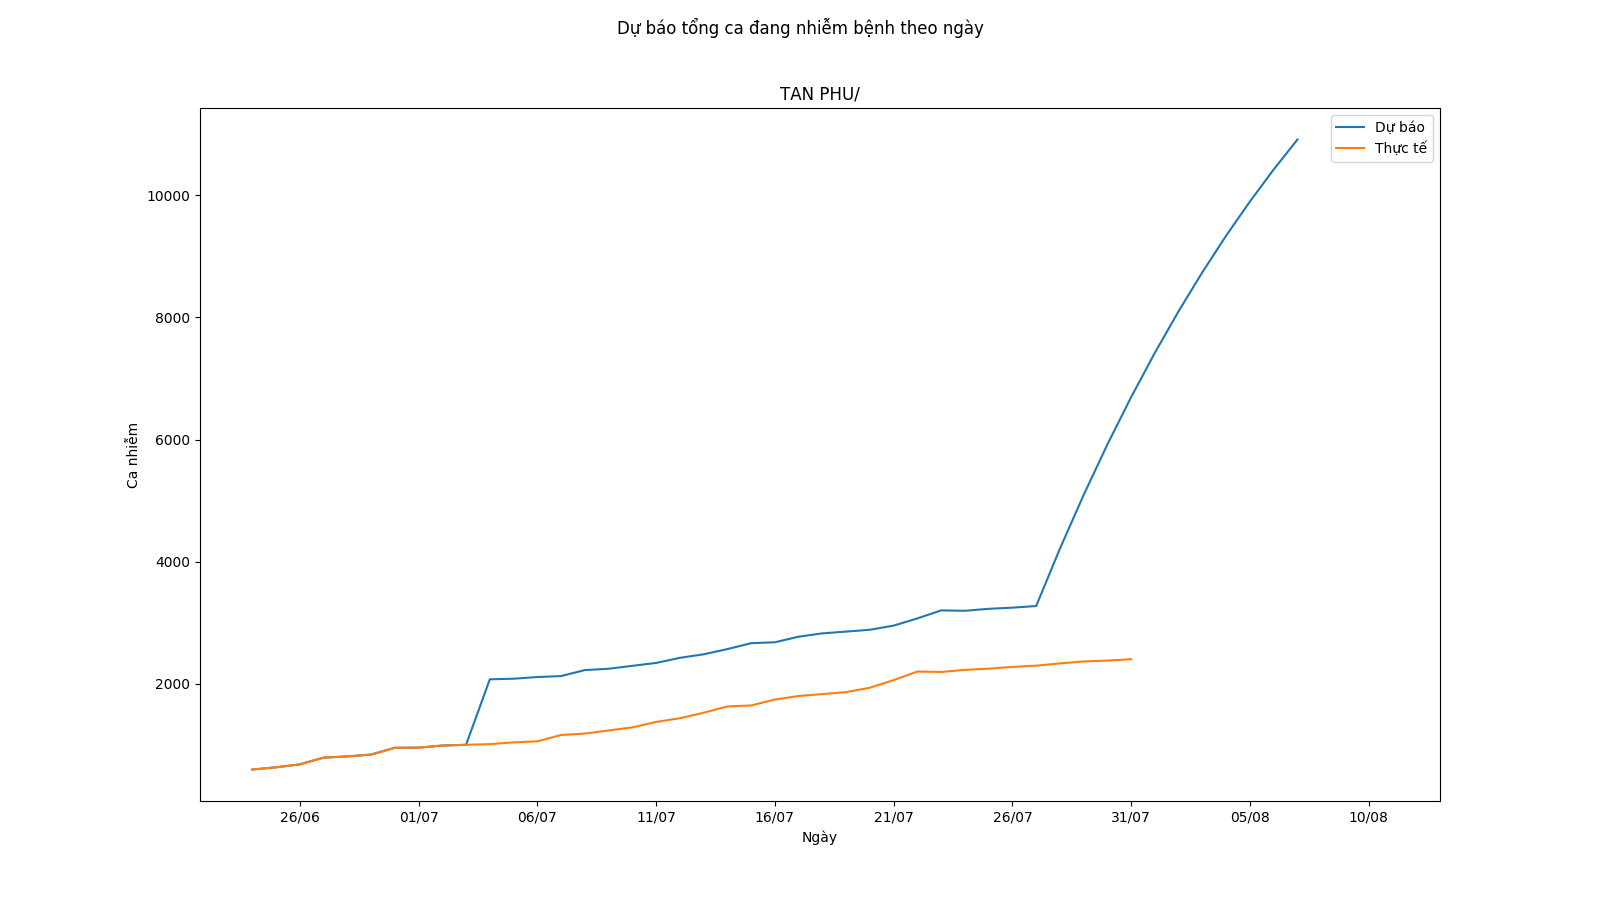 Dự báo tổng ca đang nhiễm bệnh theo ngày
TAN PHU/
Dự báo
Thực tế
10000
8000
6000
4000
2000
Ca nhiễm
26/06 01/07 06/07 11/07 16/07 21/07 26/07 31/07 05/08 10/08
Ngày